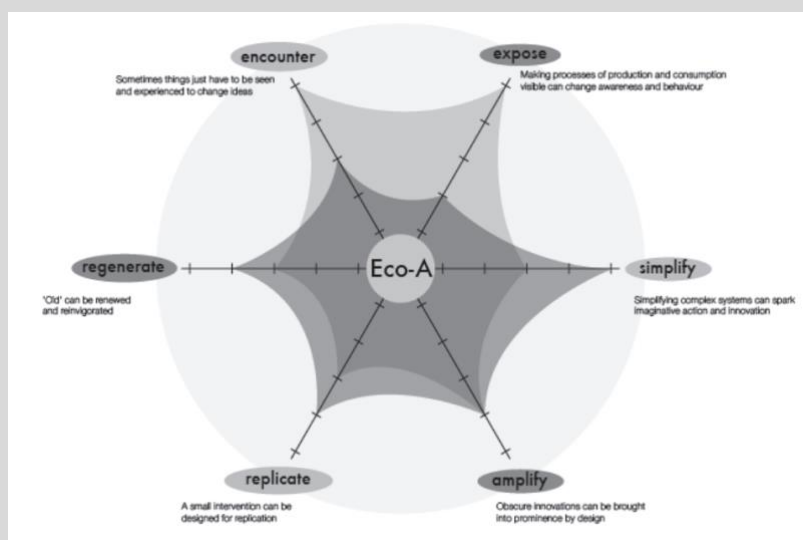 encounter
Sometimes things just have to be seen
and experienced to change ideas
expose
Making processes of production and consumption
visible can change awareness and behaviour
regenerate
'Old' can be renewed
and reinvigorated
Eco-A
simplify
Simplifying complex systems can spark
imaginative action and innovation
replicate
A small intervention can be
designed for replication
amplify
Obscure innovations can be brought
into prominence by design